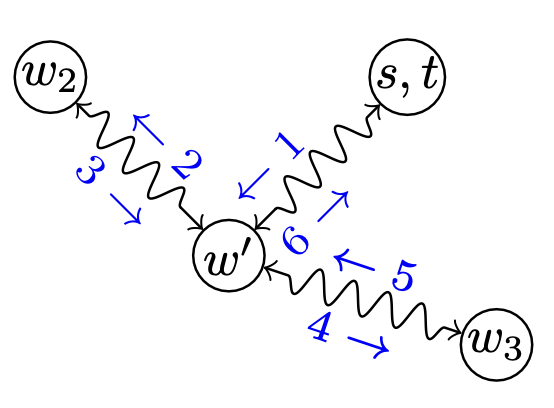 w₂
s, t
← 1
← 2
3 →
6 →
w′
← 5
4 →
w₃